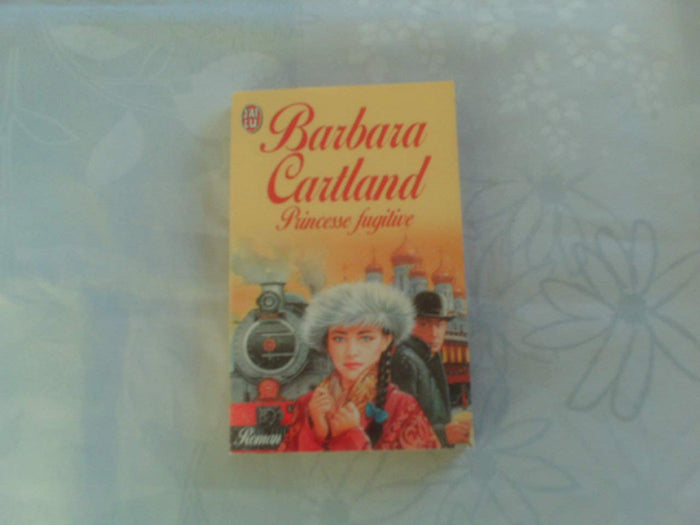 J'AI
LU
Barbara
Cartland
Princesse fugitive
Roman